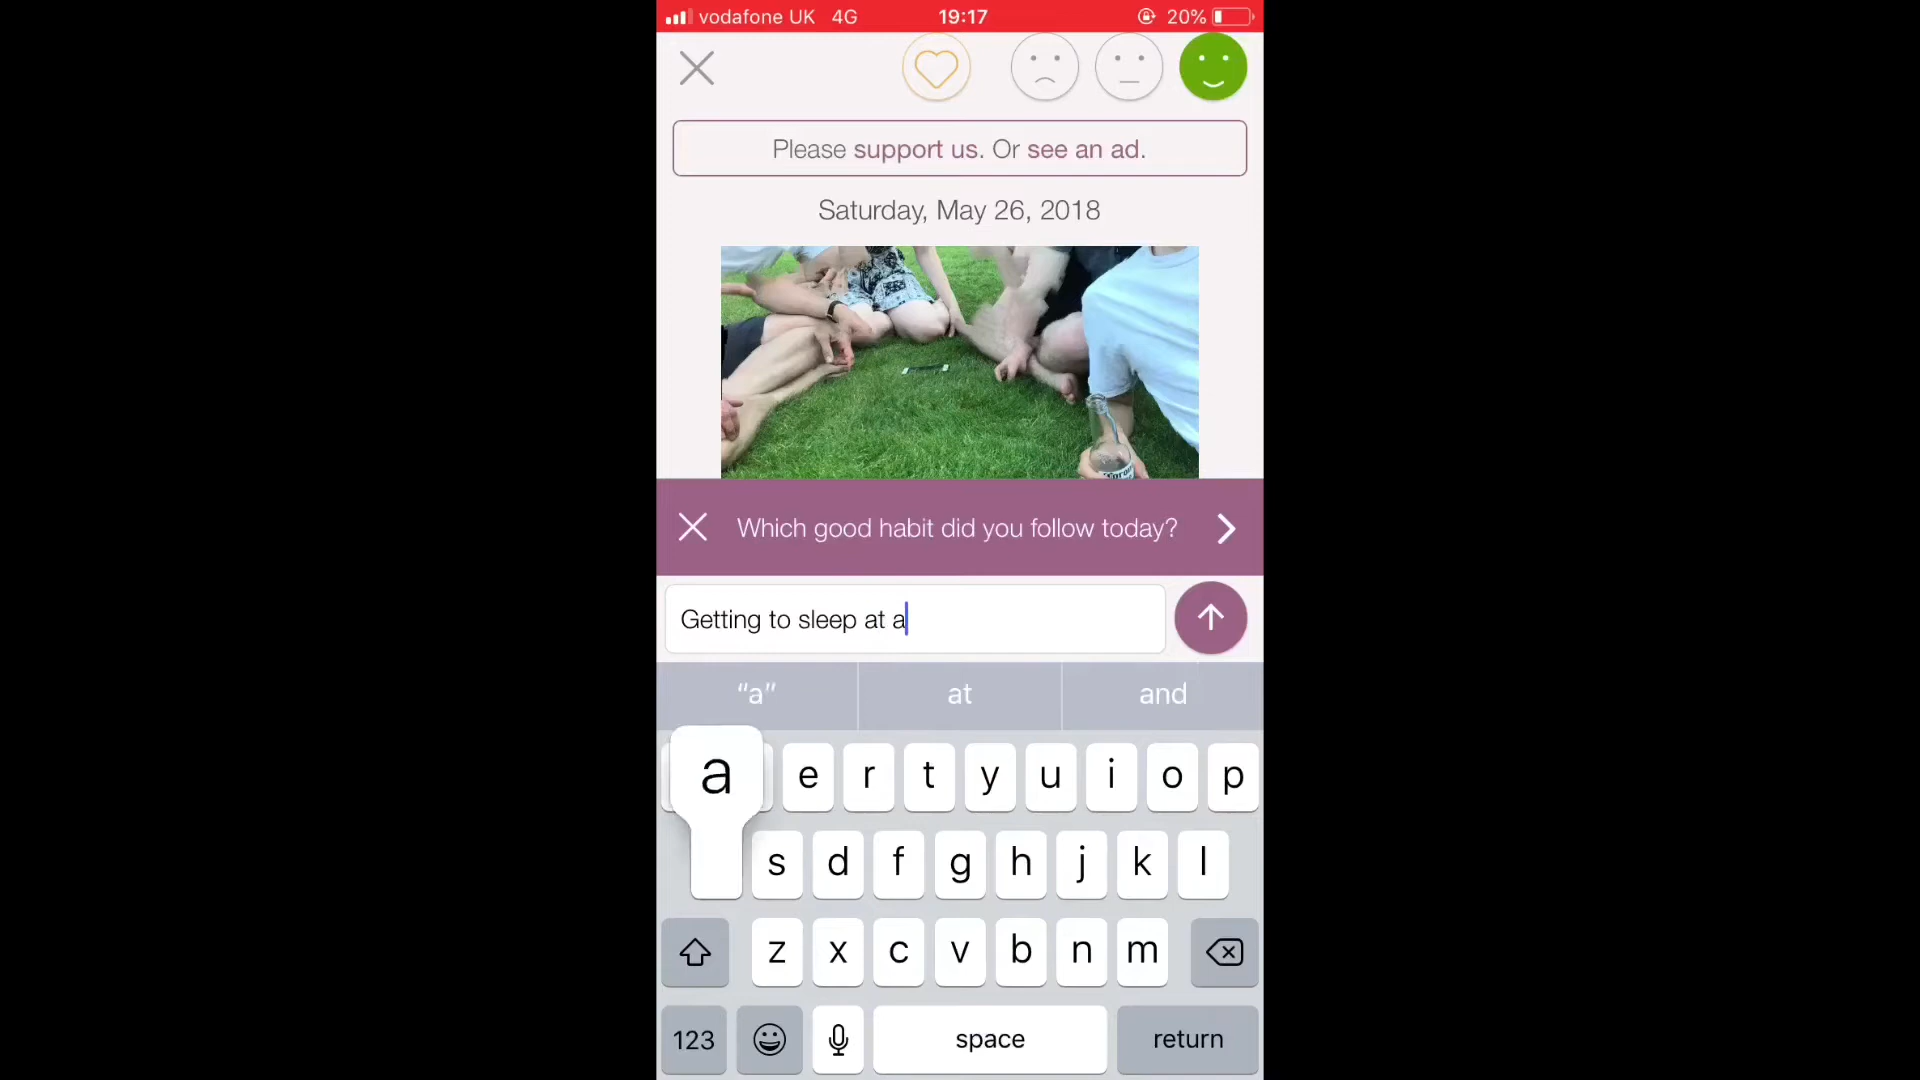 vodafone UK 4G 19:17 20%
Please support us. Or see an ad.
Saturday, May 26, 2018
Which good habit did you follow today?
Getting to sleep at a
“a” at and
a e r t y u i o p
s d f g h j k l
z x c v b n m
123 space return